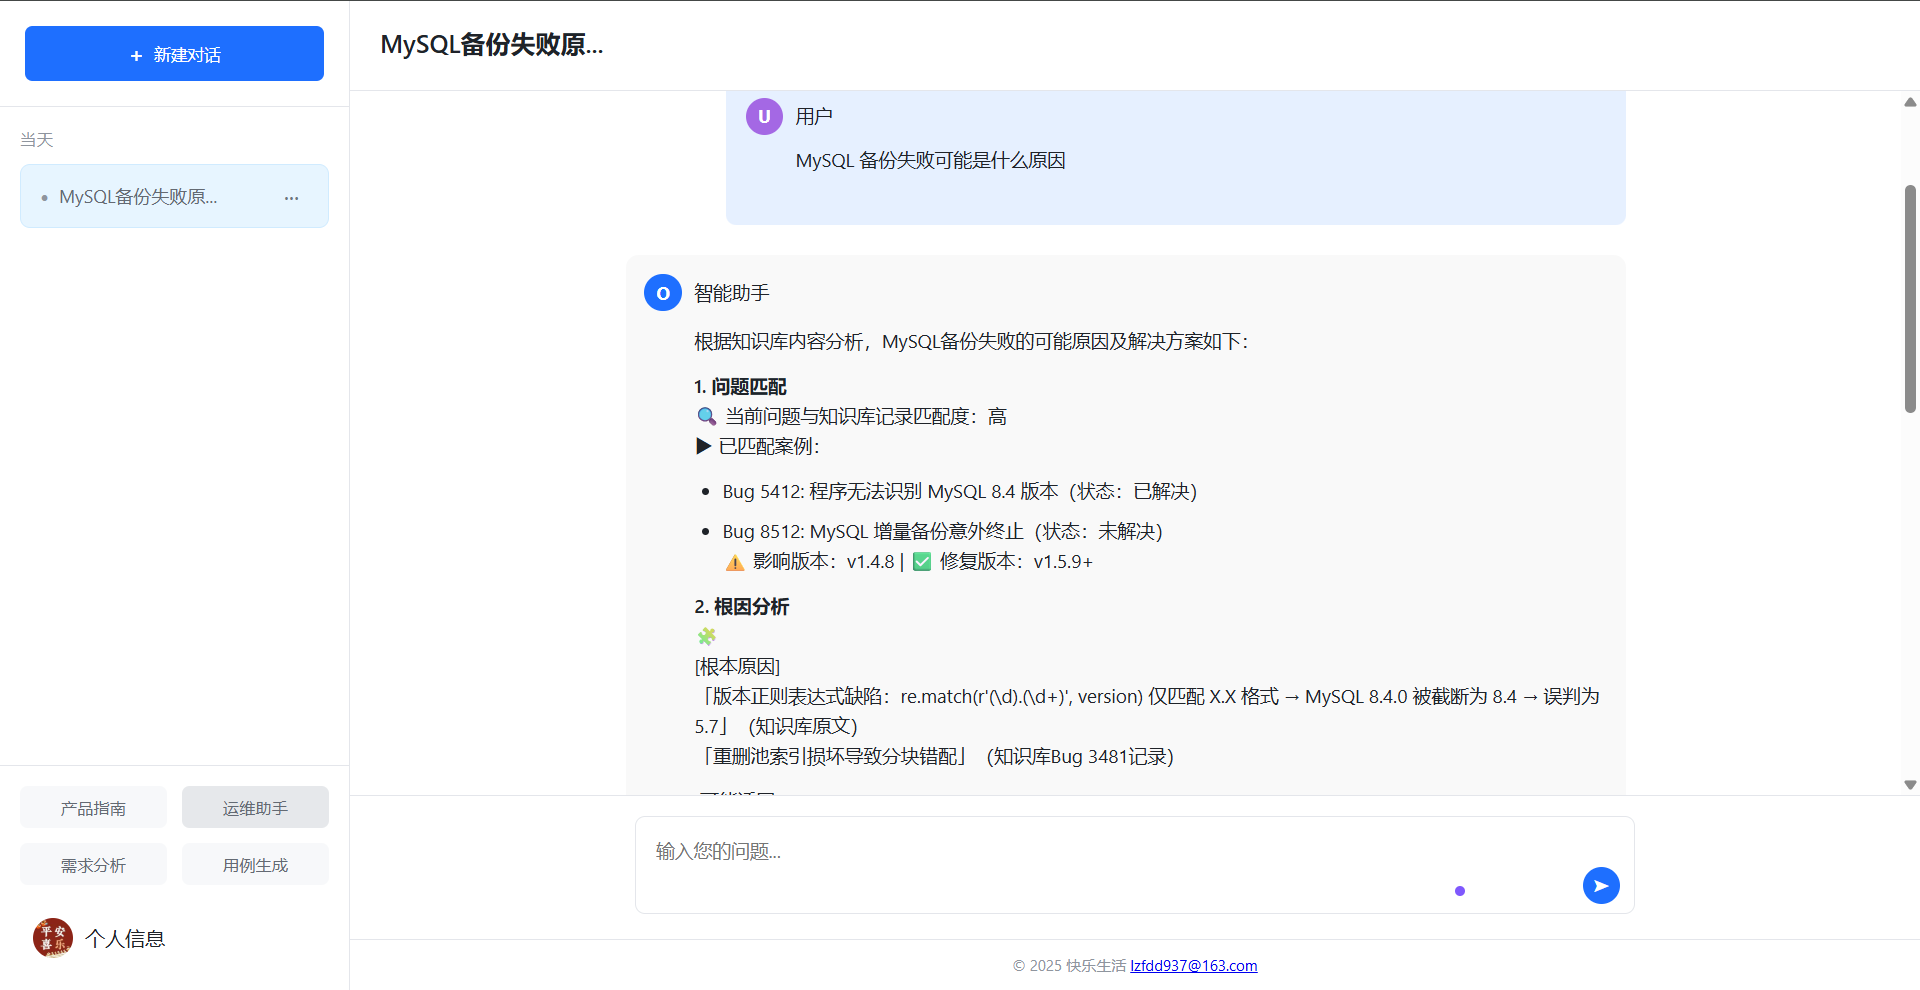 + 新建对话
当天
• MySQL备份失败原... ...
产品指南 运维助手
需求分析 用例生成
平安
喜乐
个人信息
MySQL备份失败原...
U 用户
MySQL 备份失败可能是什么原因
O 智能助手
根据知识库内容分析，MySQL备份失败的可能原因及解决方案如下：
1. 问题匹配
🔍 当前问题与知识库记录匹配度：高
▶ 已匹配案例：
• Bug 5412: 程序无法识别 MySQL 8.4 版本（状态：已解决）
• Bug 8512: MySQL 增量备份意外终止（状态：未解决）
⚠️ 影响版本：v1.4.8 | ✅ 修复版本：v1.5.9+
2. 根因分析
🧩
[根本原因]
「版本正则表达式缺陷：re.match(r'(\d).(\d+)', version) 仅匹配 X.X 格式 → MySQL 8.4.0 被截断为 8.4 → 误判为
5.7」（知识库原文）
「重删池索引损坏导致分块错配」（知识库Bug 3481记录）
输入您的问题...
© 2025 快乐生活 lzfdd937@163.com